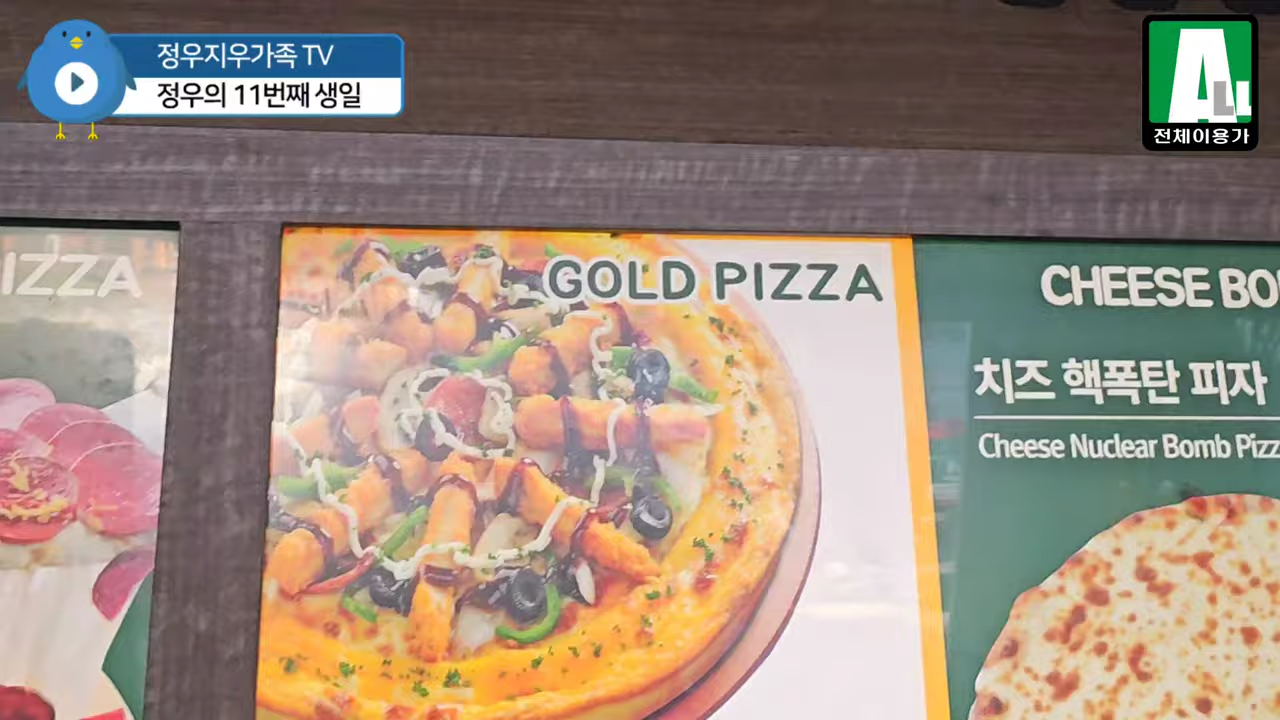 정우지우가족 TV
정우의 11번째 생일
ALL
전체이용가
IZZA
GOLD PIZZA
CHEESE BO
치즈 핵폭탄 피자
Cheese Nuclear Bomb Pizz